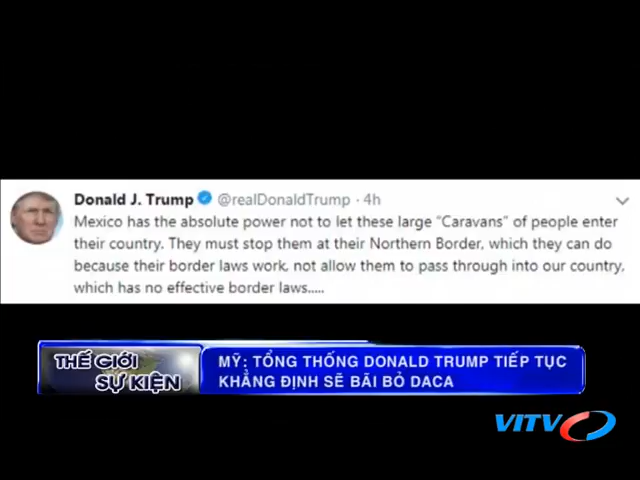 Donald J. Trump @realDonaldTrump · 4h
Mexico has the absolute power not to let these large “Caravans” of people enter
their country. They must stop them at their Northern Border, which they can do
because their border laws work, not allow them to pass through into our country,
which has no effective border laws.....
THẾ GIỚI
SỰ KIỆN
MỸ: TỔNG THỐNG DONALD TRUMP TIẾP TỤC
KHẲNG ĐỊNH SẼ BÃI BỎ DACA
VITV